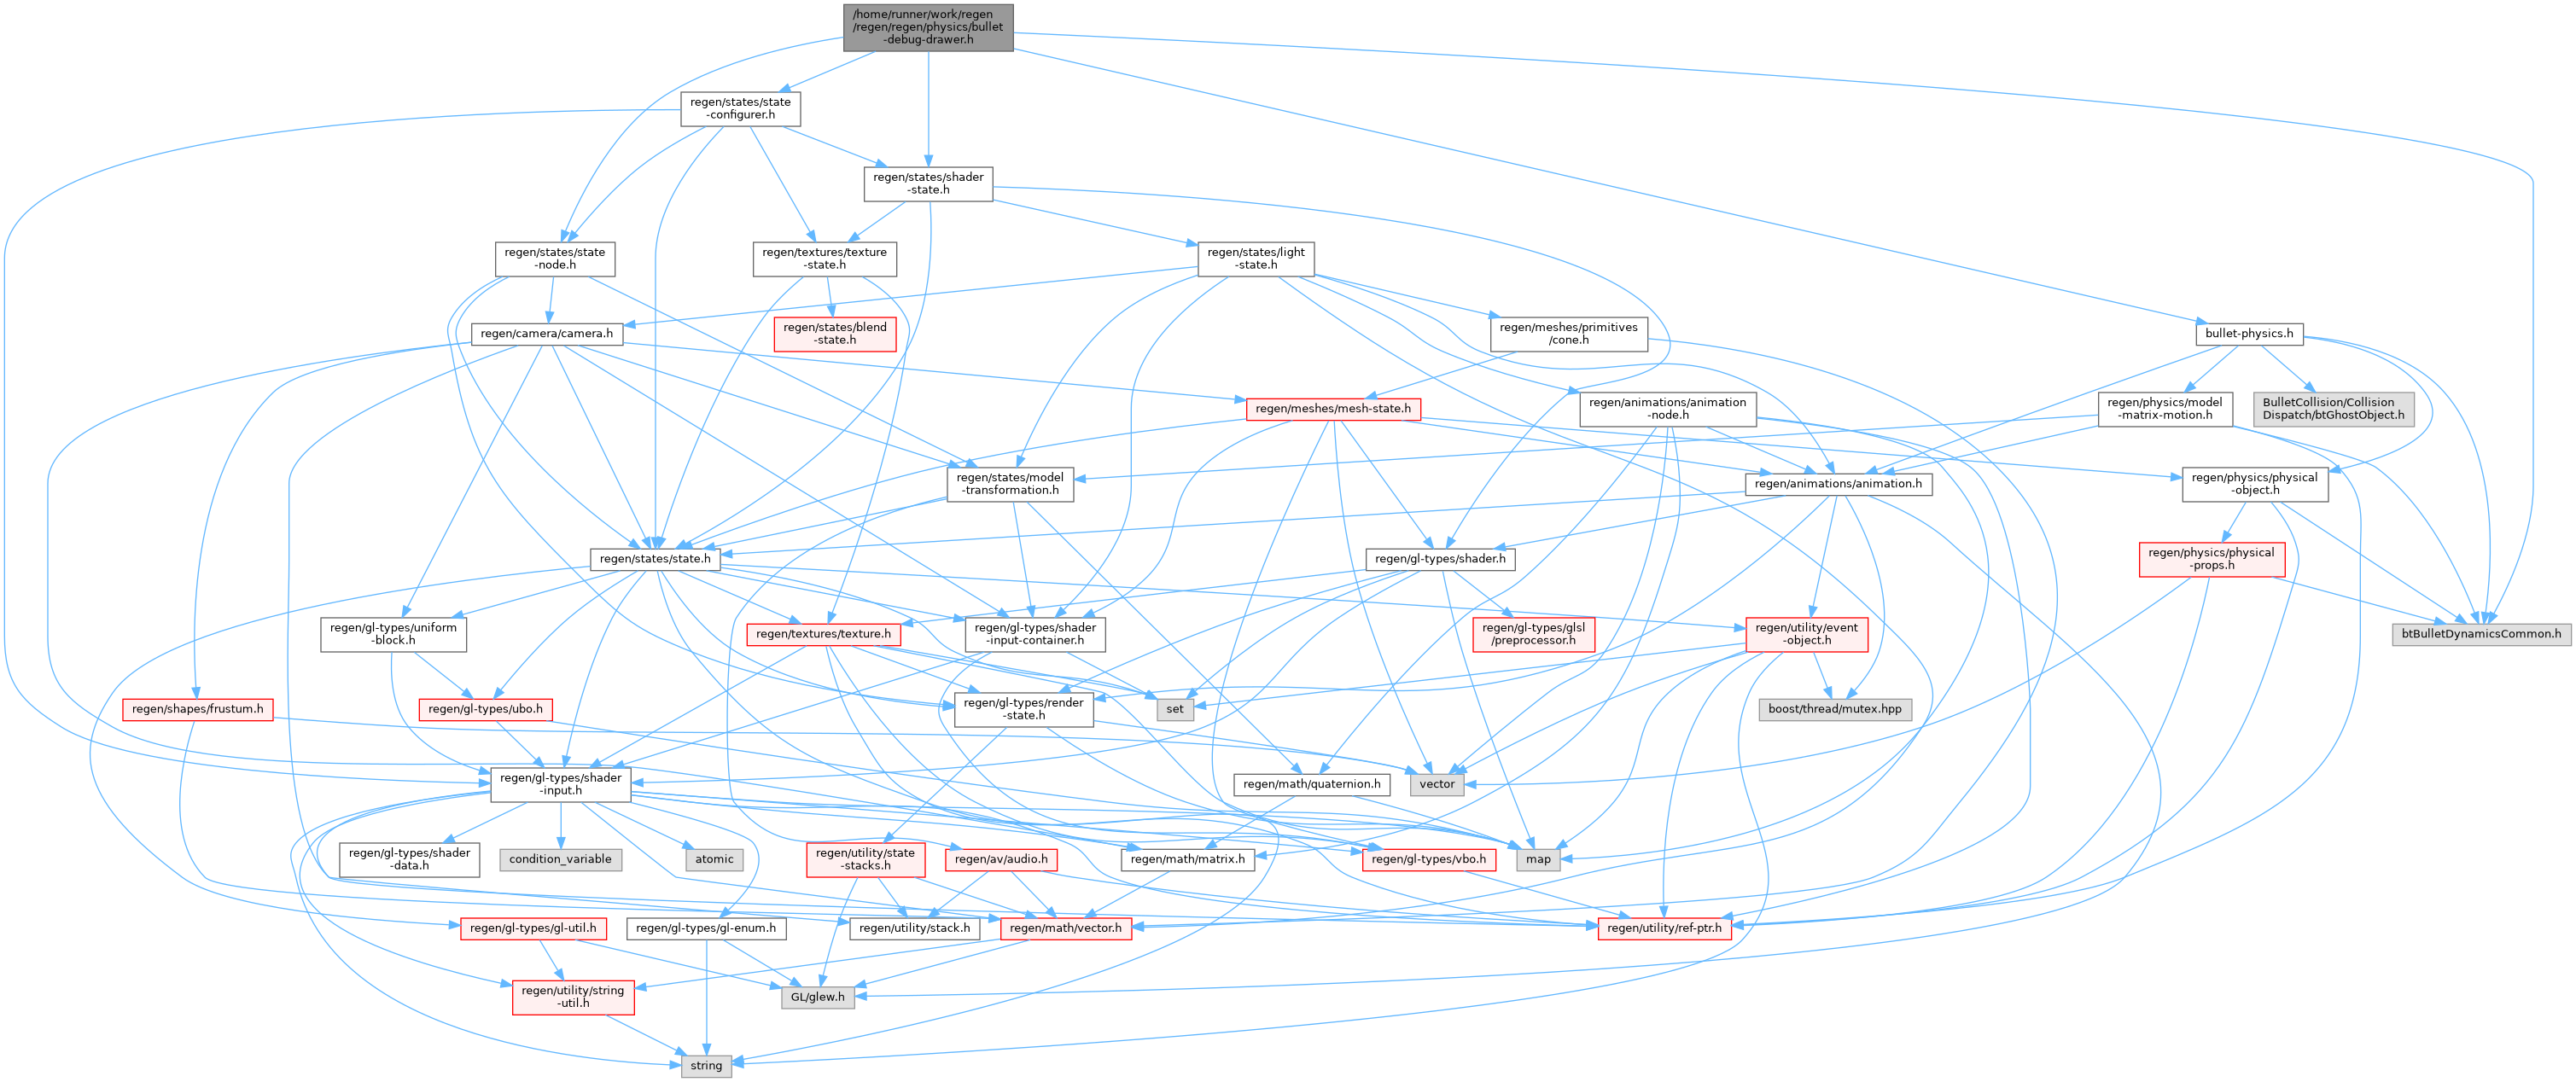 /home/runner/work/regen
/regen/regen/physics/bullet
-debug-drawer.h
regen/states/state
-configurer.h
regen/states/shader
-state.h
regen/states/state
-node.h
regen/textures/texture
-state.h
regen/states/light
-state.h
regen/camera/camera.h
regen/states/blend
-state.h
regen/meshes/primitives
/cone.h
bullet-physics.h
regen/meshes/mesh-state.h
regen/animations/animation
-node.h
regen/physics/model
-matrix-motion.h
BulletCollision/Collision
Dispatch/btGhostObject.h
regen/states/model
-transformation.h
regen/animations/animation.h
regen/physics/physical
-object.h
regen/states/state.h
regen/gl-types/shader.h
regen/physics/physical
-props.h
regen/gl-types/uniform
-block.h
regen/textures/texture.h
regen/gl-types/shader
-input-container.h
regen/gl-types/glsl
/preprocessor.h
regen/utility/event
-object.h
btBulletDynamicsCommon.h
regen/shapes/frustum.h
regen/gl-types/ubo.h
regen/gl-types/render
-state.h
set
boost/thread/mutex.hpp
regen/gl-types/shader
-input.h
regen/math/quaternion.h
vector
regen/gl-types/shader
-data.h
condition_variable
atomic
regen/utility/state
-stacks.h
regen/av/audio.h
regen/math/matrix.h
regen/gl-types/vbo.h
map
regen/gl-types/gl-util.h
regen/gl-types/gl-enum.h
regen/utility/stack.h
regen/math/vector.h
regen/utility/ref-ptr.h
regen/utility/string
-util.h
GL/glew.h
string